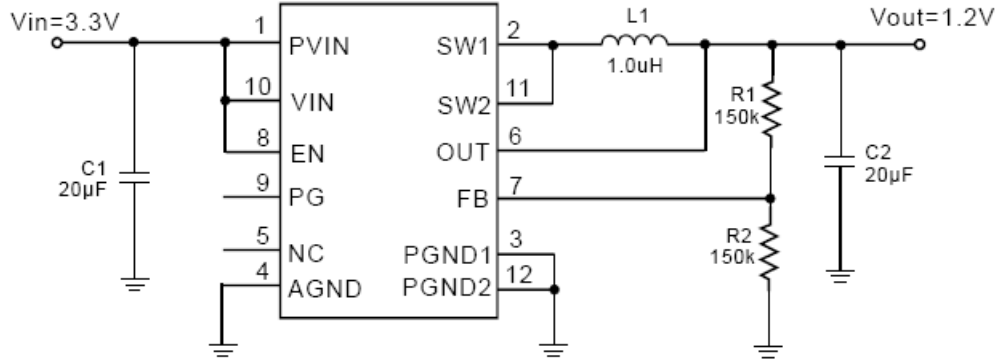 Vin=3.3V
C1
20µF
1
10
8
9
5
4
PVIN
VIN
EN
PG
NC
AGND
SW1
SW2
OUT
FB
PGND1
PGND2
2
11
6
7
3
12
L1
1.0uH
Vout=1.2V
R1
150k
R2
150k
C2
20µF